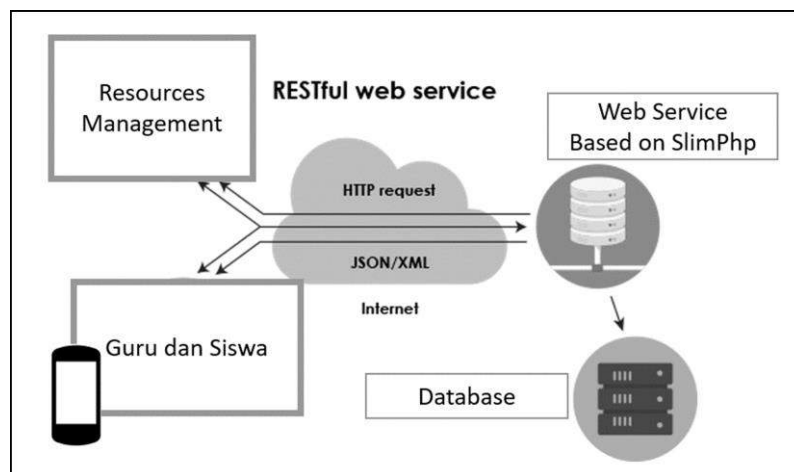 Resources
Management
RESTful web service
Web Service
Based on SlimPhp
HTTP request
JSON/XML
Internet
Guru dan Siswa
Database